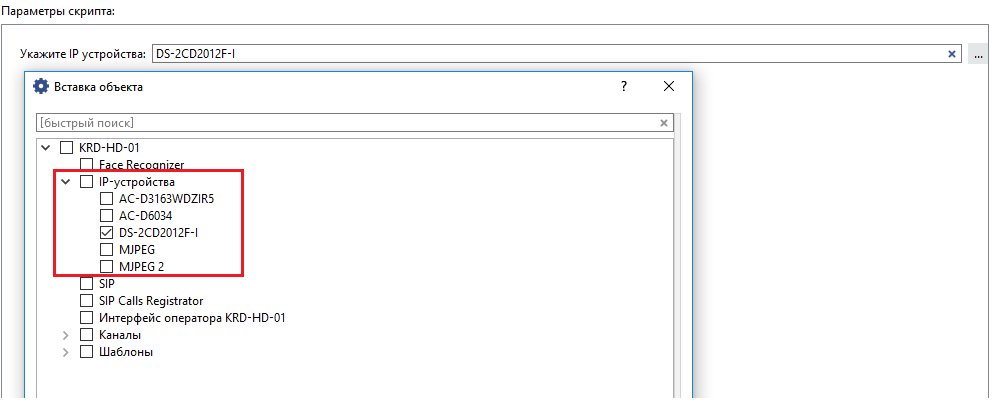 Параметры скрипта:
Укажите IP устройства: DS-2CD2012F-I ...
Вставка объекта ?
[быстрый поиск]
KRD-HD-01
Face Recognizer
IP-устройства
AC-D3163WDZIR5
AC-D6034
DS-2CD2012F-I
MJPEG
MJPEG 2
SIP
SIP Calls Registrator
Интерфейс оператора KRD-HD-01
Каналы
Шаблоны